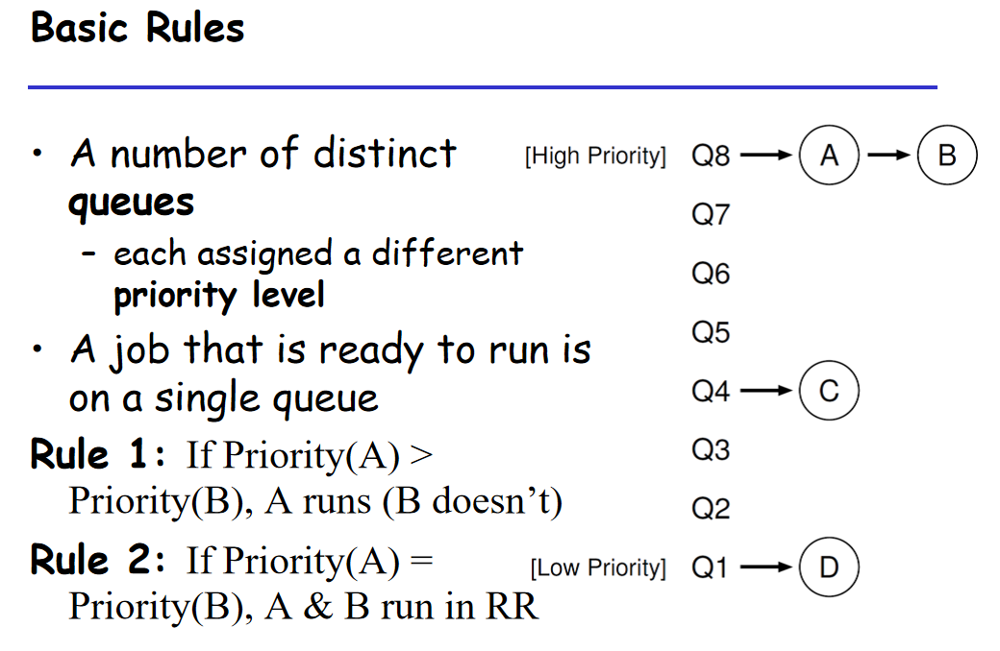 Basic Rules
• A number of distinct
queues
– each assigned a different
priority level
• A job that is ready to run is
on a single queue
Rule 1: If Priority(A) >
Priority(B), A runs (B doesn’t)
Rule 2: If Priority(A) =
Priority(B), A & B run in RR
[High Priority] Q8 A B
Q7
Q6
Q5
Q4 C
Q3
Q2
[Low Priority] Q1 D